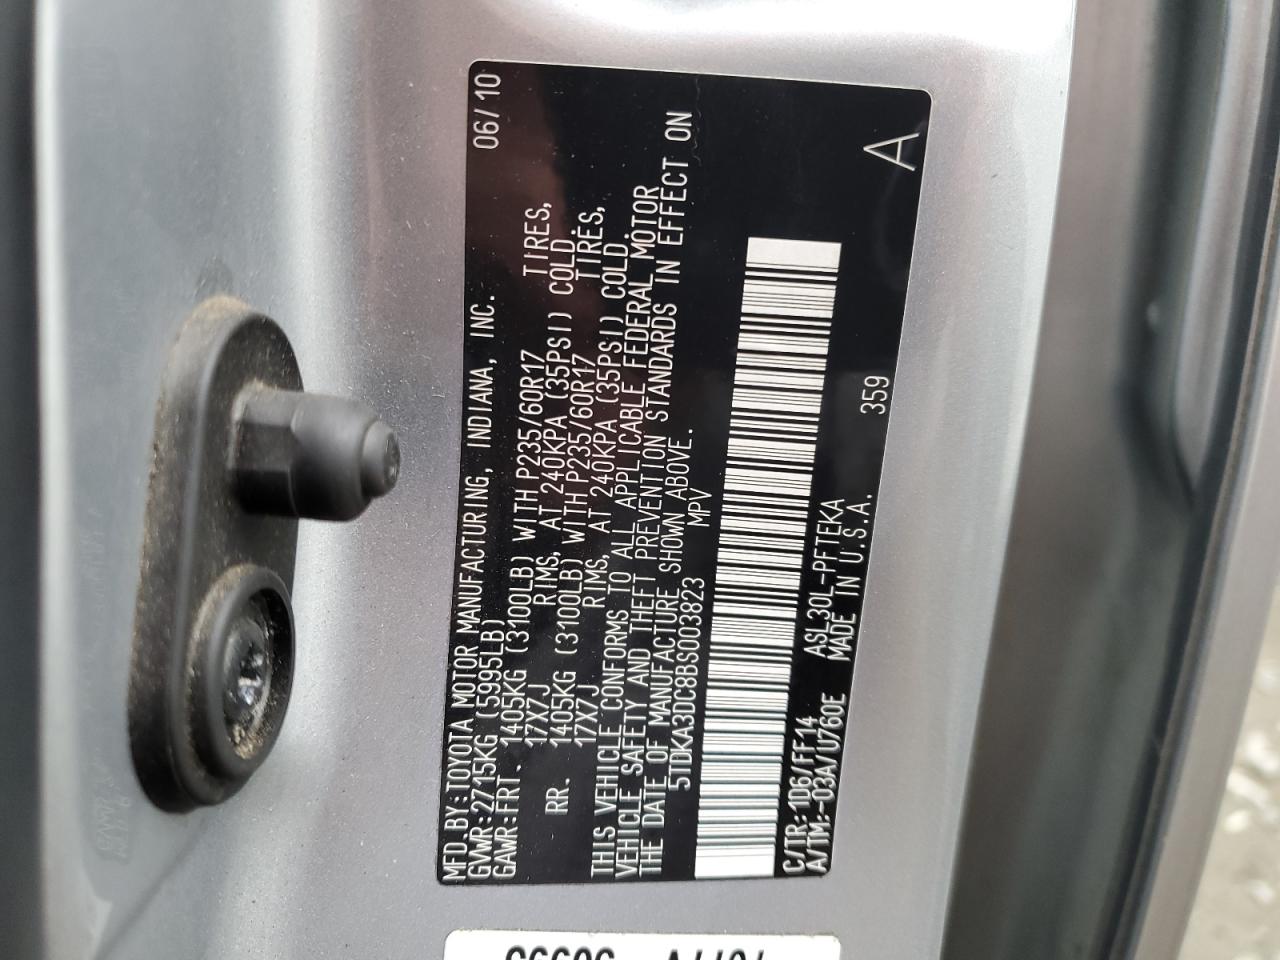 MFD.BY:TOYOTA MOTOR MANUFACTURING, INDIANA, INC. 06/10
GVWR:2715KG (5995LB)
GAWR:FRT 1405KG (3100LB) WITH P235/60R17 TIRES,
17X7J RIMS, AT 240KPA (35PSI) COLD
RR. 1405KG (3100LB) WITH P235/60R17 TIRES,
17X7J RIMS, AT 240KPA (35PSI) COLD.
THIS VEHICLE CONFORMS TO ALL APPLICABLE FEDERAL MOTOR
VEHICLE SAFETY AND THEFT PREVENTION STANDARDS IN EFFECT ON
THE DATE OF MANUFACTURE SHOWN ABOVE.
5TDKA3DC8BS003823 MPV
C/TR:1D6/FF14 ASL30L-PFTEKA 359 A
A/TM:-03A/U760E MADE IN U.S.A.